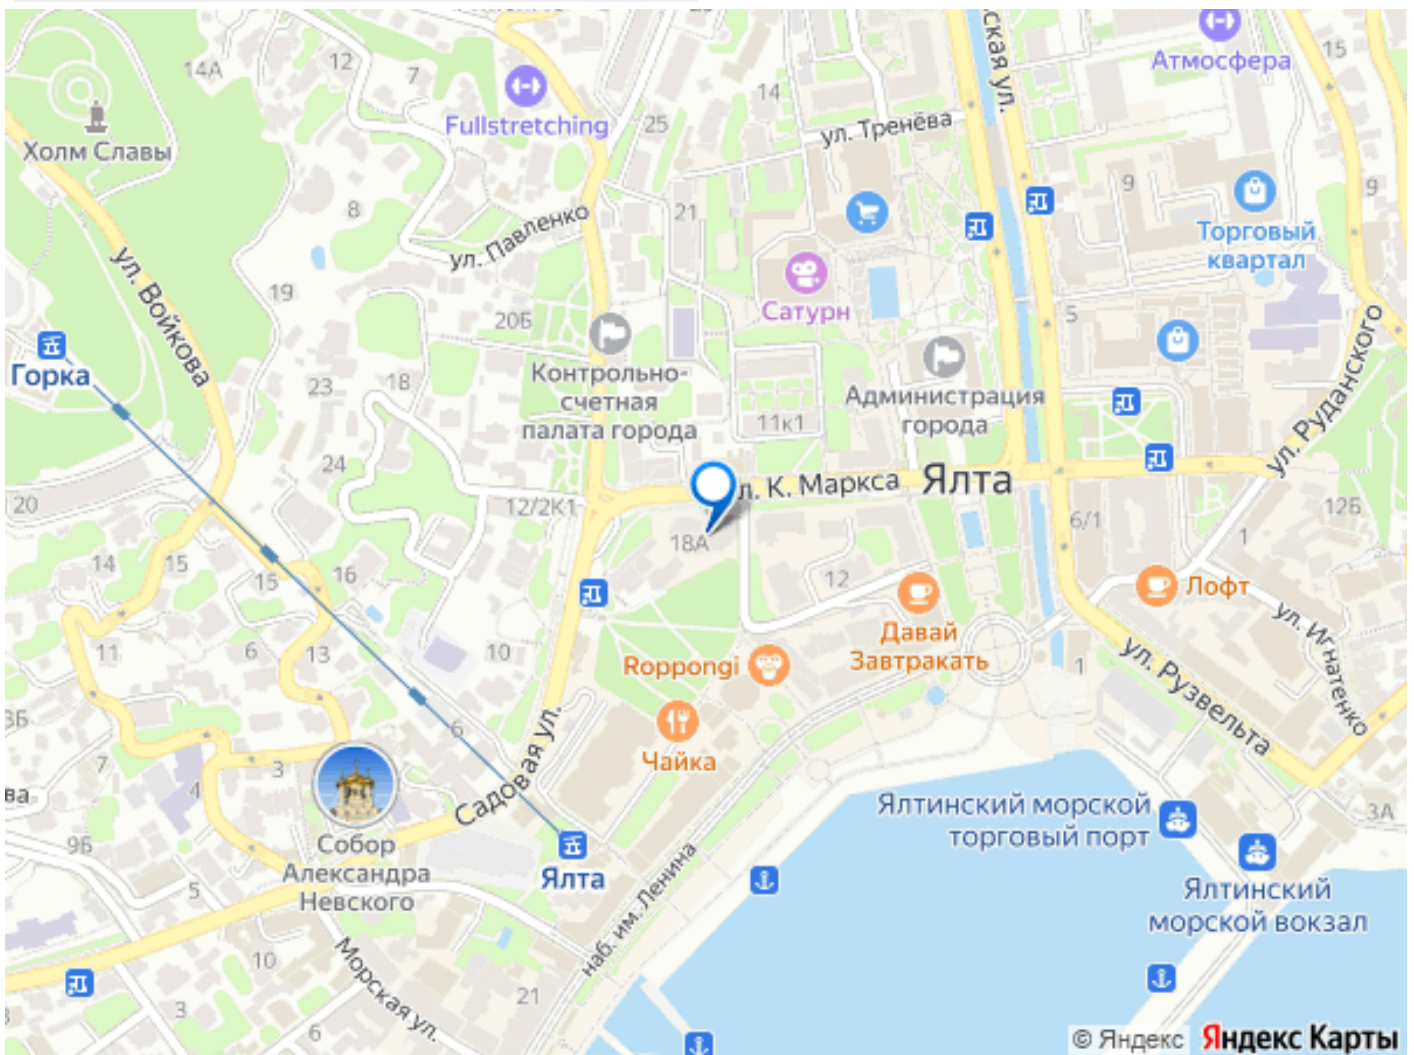 14А
12
7
Fullstretching
25
14
ул. Тренёва
ская ул.
Атмосфера
15
Холм Славы
8
ул. Павленко
21
9
9
Торговый
квартал
ул. Войкова
19
20Б
Сатурн
5
Горка
23
18
Контрольно-
счетная
палата города
11к1
Администрация
города
ул. Руданского
24
20
12/2К1
л. К. Маркса
Ялта
6/1
12Б
1
18А
14
15
15
16
12
Давай
Завтракать
Лофт
ул. Игнатенко
11
6
13
10
Roppongi
1
ул. Рузвельта
3Б
6
Чайка
7
3
4
Садовая ул.
ва
9Б
Собор
Александра
Невского
Ялта
5
наб. им. Ленина
Ялтинский морской
торговый порт
3А
Ялтинский
морской вокзал
10
Морская ул.
3
6
21
© Яндекс Яндекс Карты